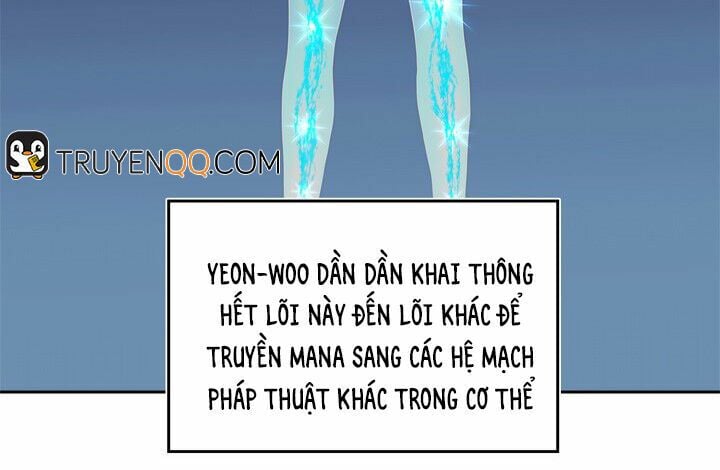 TRUYENQQ.COM
YEON-WOO DẦN DẦN KHAI THÔNG
HẾT LÕI NÀY ĐẾN LÕI KHÁC ĐỂ
TRUYỀN MANA SANG CÁC HỆ MẠCH
PHÁP THUẬT KHÁC TRONG CƠ THỂ